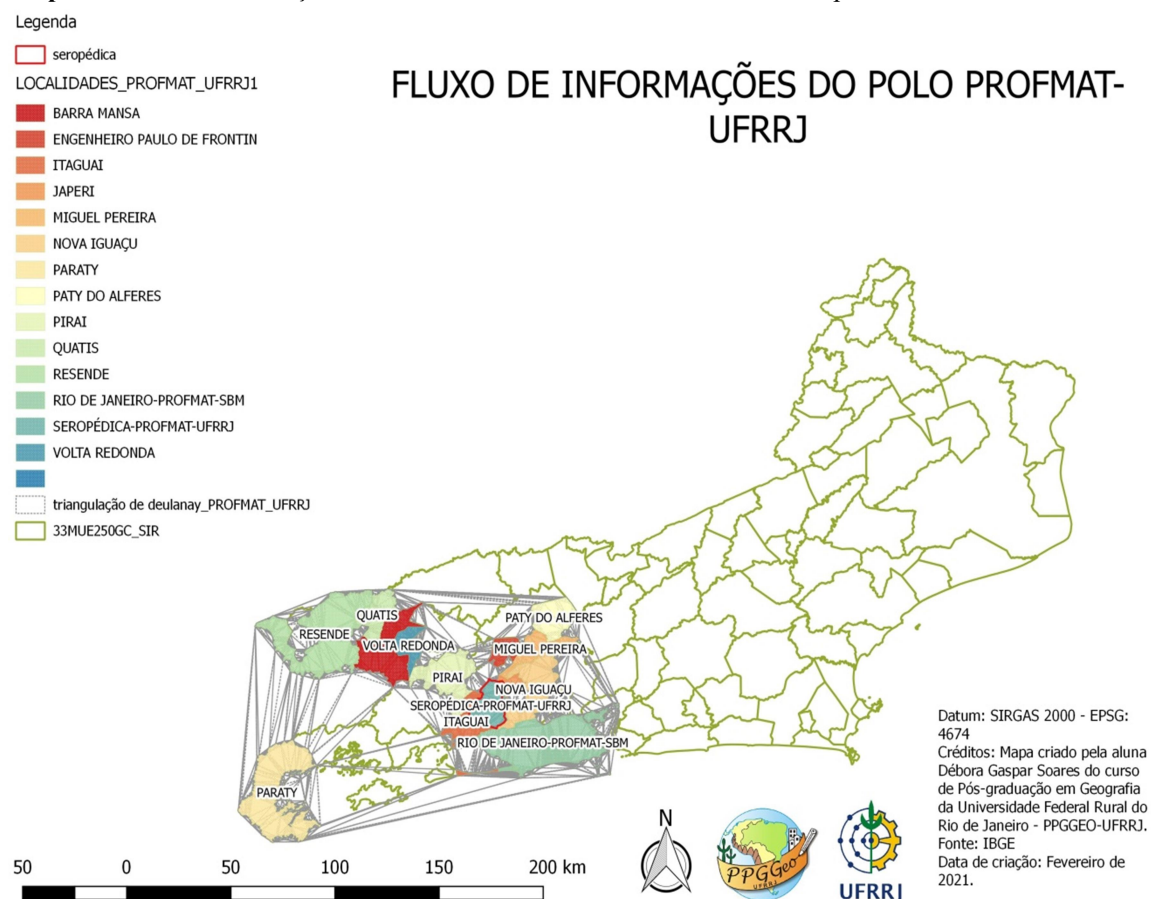 Legenda
seropédica
LOCALIDADES_PROFMAT_UFRRJ1
BARRA MANSA
ENGENHEIRO PAULO DE FRONTIN
ITAGUAI
JAPERI
MIGUEL PEREIRA
NOVA IGUAÇU
PARATY
PATY DO ALFERES
PIRAI
QUATIS
RESENDE
RIO DE JANEIRO-PROFMAT-SBM
SEROPÉDICA-PROFMAT-UFRRJ
VOLTA REDONDA
triangulação de deulanay_PROFMAT_UFRRJ
33MUE250GC_SIR
FLUXO DE INFORMAÇÕES DO POLO PROFMAT-
UFRRJ
QUATIS
PATY DO ALFERES
RESENDE
VOLTA REDONDA
MIGUEL PEREIRA
PIRAI
NOVA IGUAÇU
SEROPÉDICA-PROFMAT-UFRRJ
ITAGUAI
RIO DE JANEIRO-PROFMAT-SBM
PARATY
50 0 50 100 150 200 km
N
PPGGeo
UFRRJ
UFRRJ
Datum: SIRGAS 2000 - EPSG:
4674
Créditos: Mapa criado pela aluna
Débora Gaspar Soares do curso
de Pós-graduação em Geografia
da Universidade Federal Rural do
Rio de Janeiro - PPGGEO-UFRRJ.
Fonte: IBGE
Data de criação: Fevereiro de
2021.